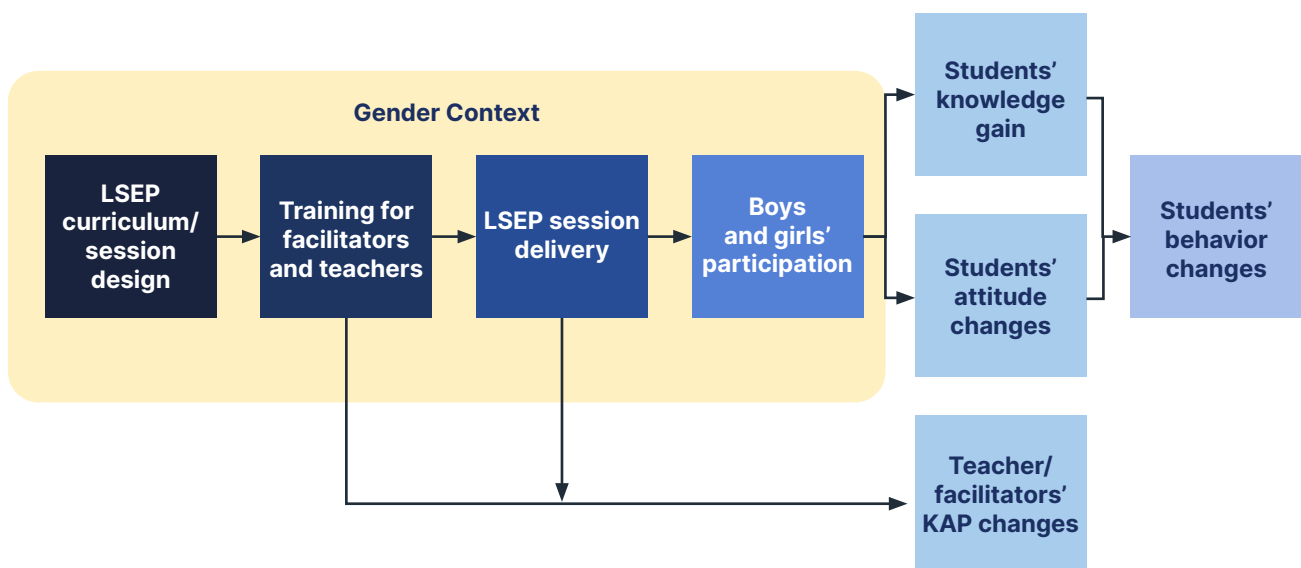 Gender Context
LSEP
curriculum/
session
design
Training for
facilitators
and teachers
LSEP session
delivery
Boys
and girls’
participation
Students’
knowledge
gain
Students’
attitude
changes
Students’
behavior
changes
Teacher/
facilitators’
KAP changes